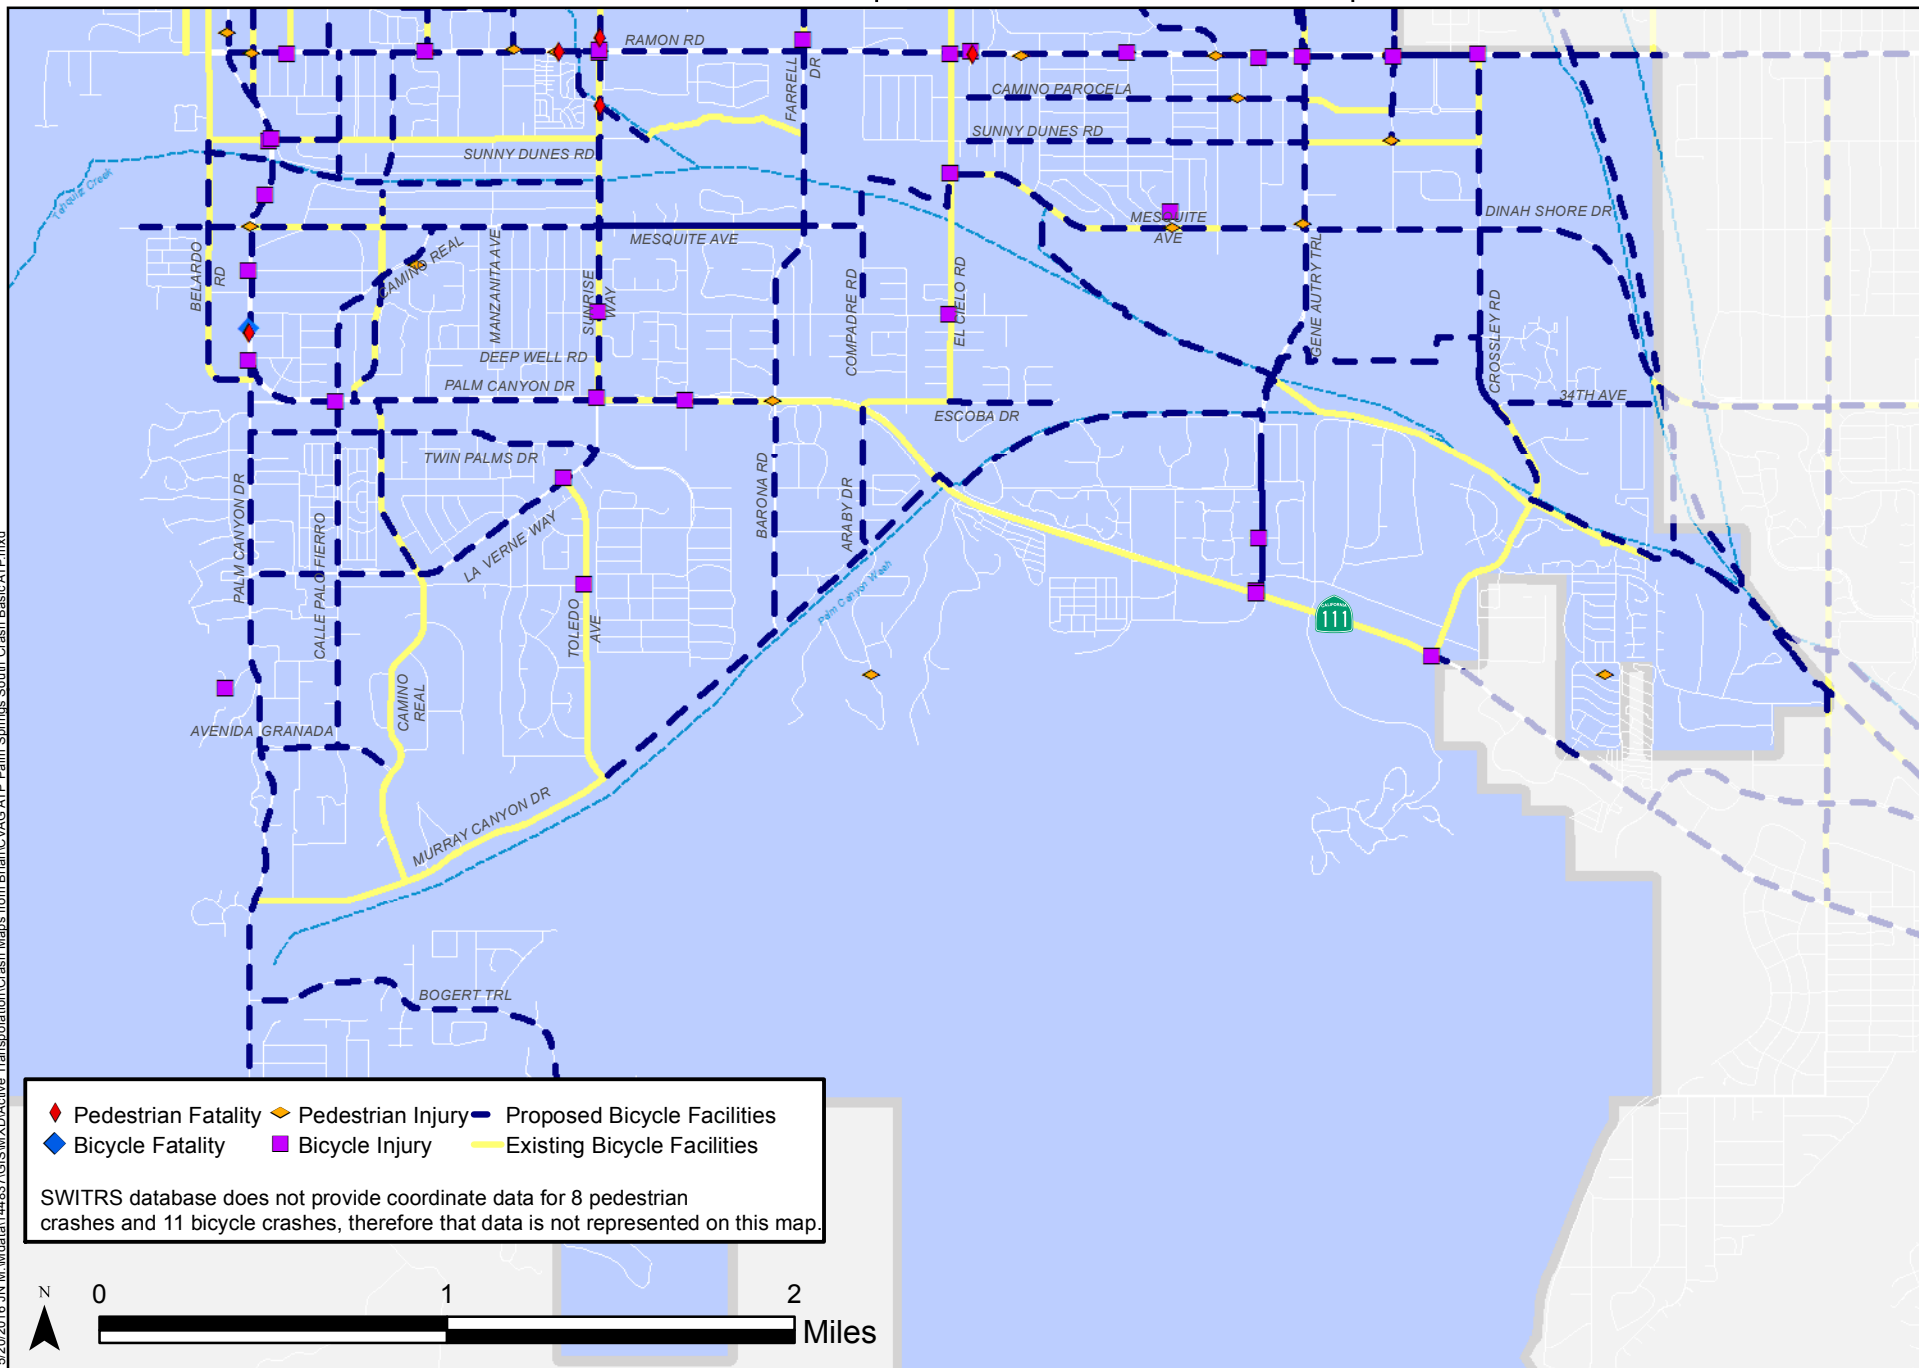 RAMON RD
FARRELL
DR
CAMINO PAROCELA
SUNNY DUNES RD
SUNNY DUNES RD
Tahquitz Creek
MESQUITE
AVE
DINAH SHORE DR
MESQUITE AVE
BELARDO
RD
CAMINO REAL
MANZANITA AVE
SUNRISE
WAY
COMPADRE RD
EL CIELO RD
GENE AUTRY TRL
CROSSLEY RD
DEEP WELL RD
PALM CANYON DR
34TH AVE
ESCOBA DR
TWIN PALMS DR
PALM CANYON DR
CALLE PALO FIERRO
LA VERNE WAY
BARONA RD
ARABY DR
Palm Canyon Wash
TOLEDO
AVE
CALIFORNIA
111
CAMINO
REAL
AVENIDA GRANADA
MURRAY CANYON DR
BOGERT TRL
Pedestrian Fatality
Pedestrian Injury
Proposed Bicycle Facilities
Bicycle Fatality
Bicycle Injury
Existing Bicycle Facilities
SWITRS database does not provide coordinate data for 8 pedestrian
crashes and 11 bicycle crashes, therefore that data is not represented on this map.
N
0 1 2
Miles